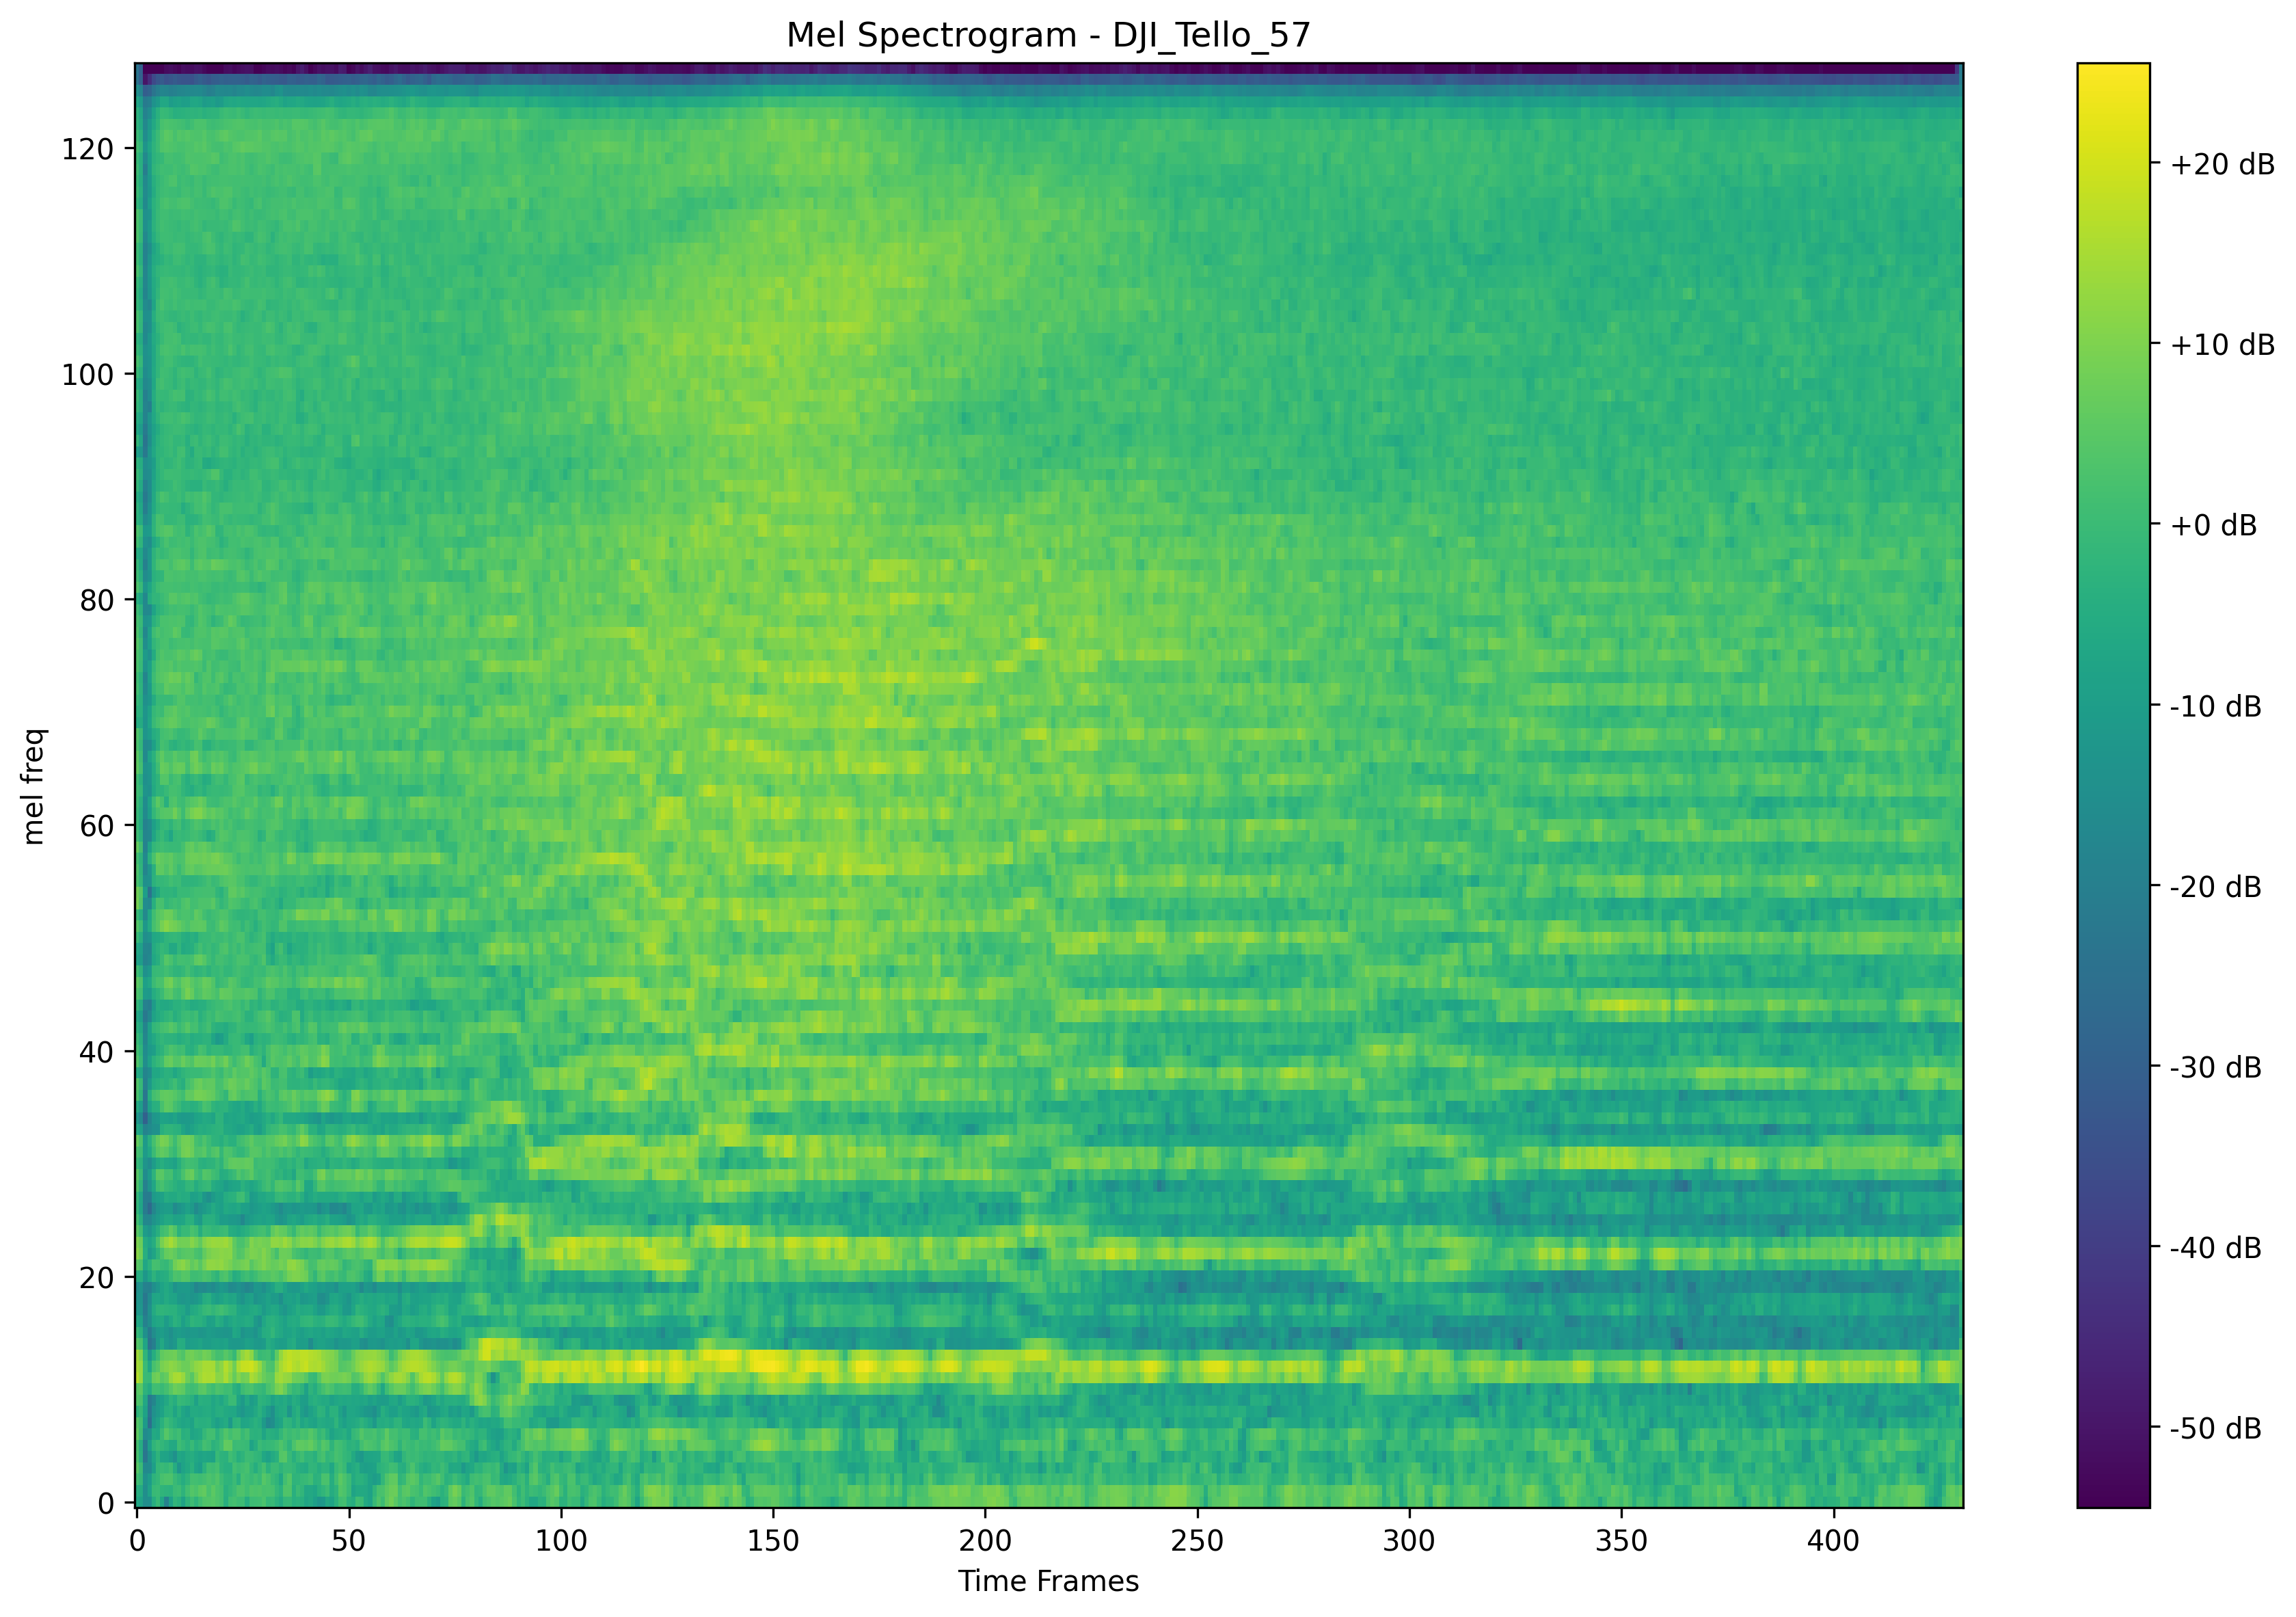 Mel Spectrogram - DJI_Tello_57
120
100
80
60
40
20
0
mel freq
0 50 100 150 200 250 300 350 400
Time Frames
+20 dB
+10 dB
+0 dB
-10 dB
-20 dB
-30 dB
-40 dB
-50 dB